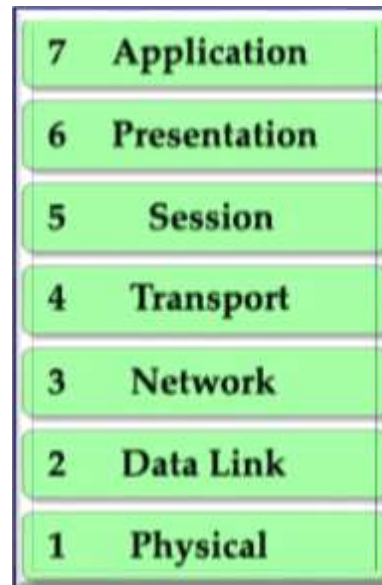 7 Application
6 Presentation
5 Session
4 Transport
3 Network
2 Data Link
1 Physical